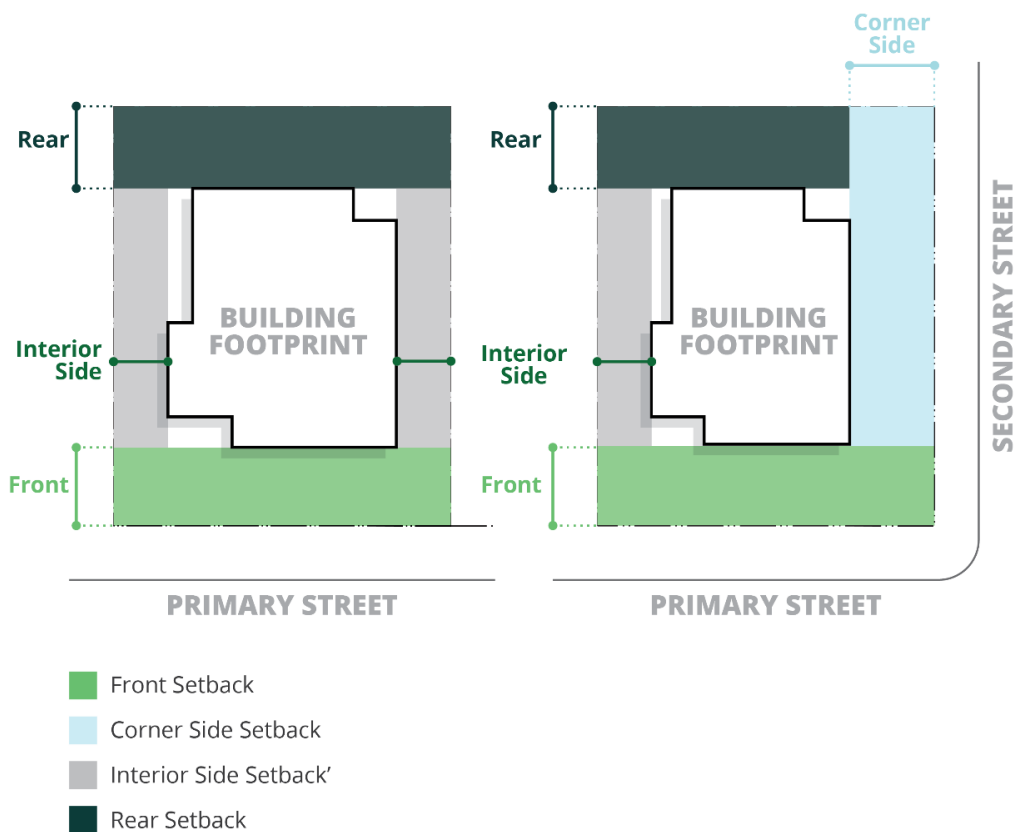 Corner
Side
Rear
Rear
BUILDING
FOOTPRINT
BUILDING
FOOTPRINT
SECONDARY STREET
Interior
Side
Interior
Side
Front
Front
PRIMARY STREET
PRIMARY STREET
Front Setback
Corner Side Setback
Interior Side Setback’
Rear Setback